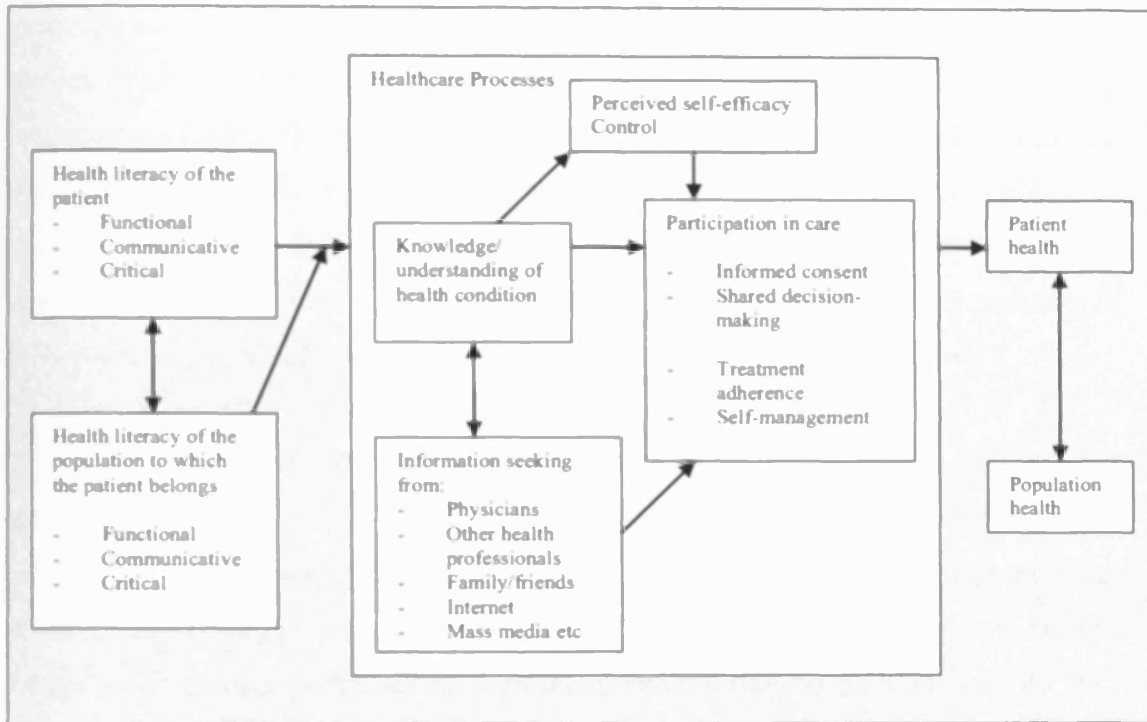 Healthcare Processes
Perceived self-efficacy
Control
Health literacy of the
patient
- Functional
- Communicative
- Critical
Knowledge/
understanding of
health condition
Participation in care
- Informed consent
- Shared decision-
making
- Treatment
adherence
- Self-management
Patient
health
Health literacy of the
population to which
the patient belongs
- Functional
- Communicative
- Critical
Information seeking
from:
- Physicians
- Other health
professionals
- Family/friends
- Internet
- Mass media etc
Population
health